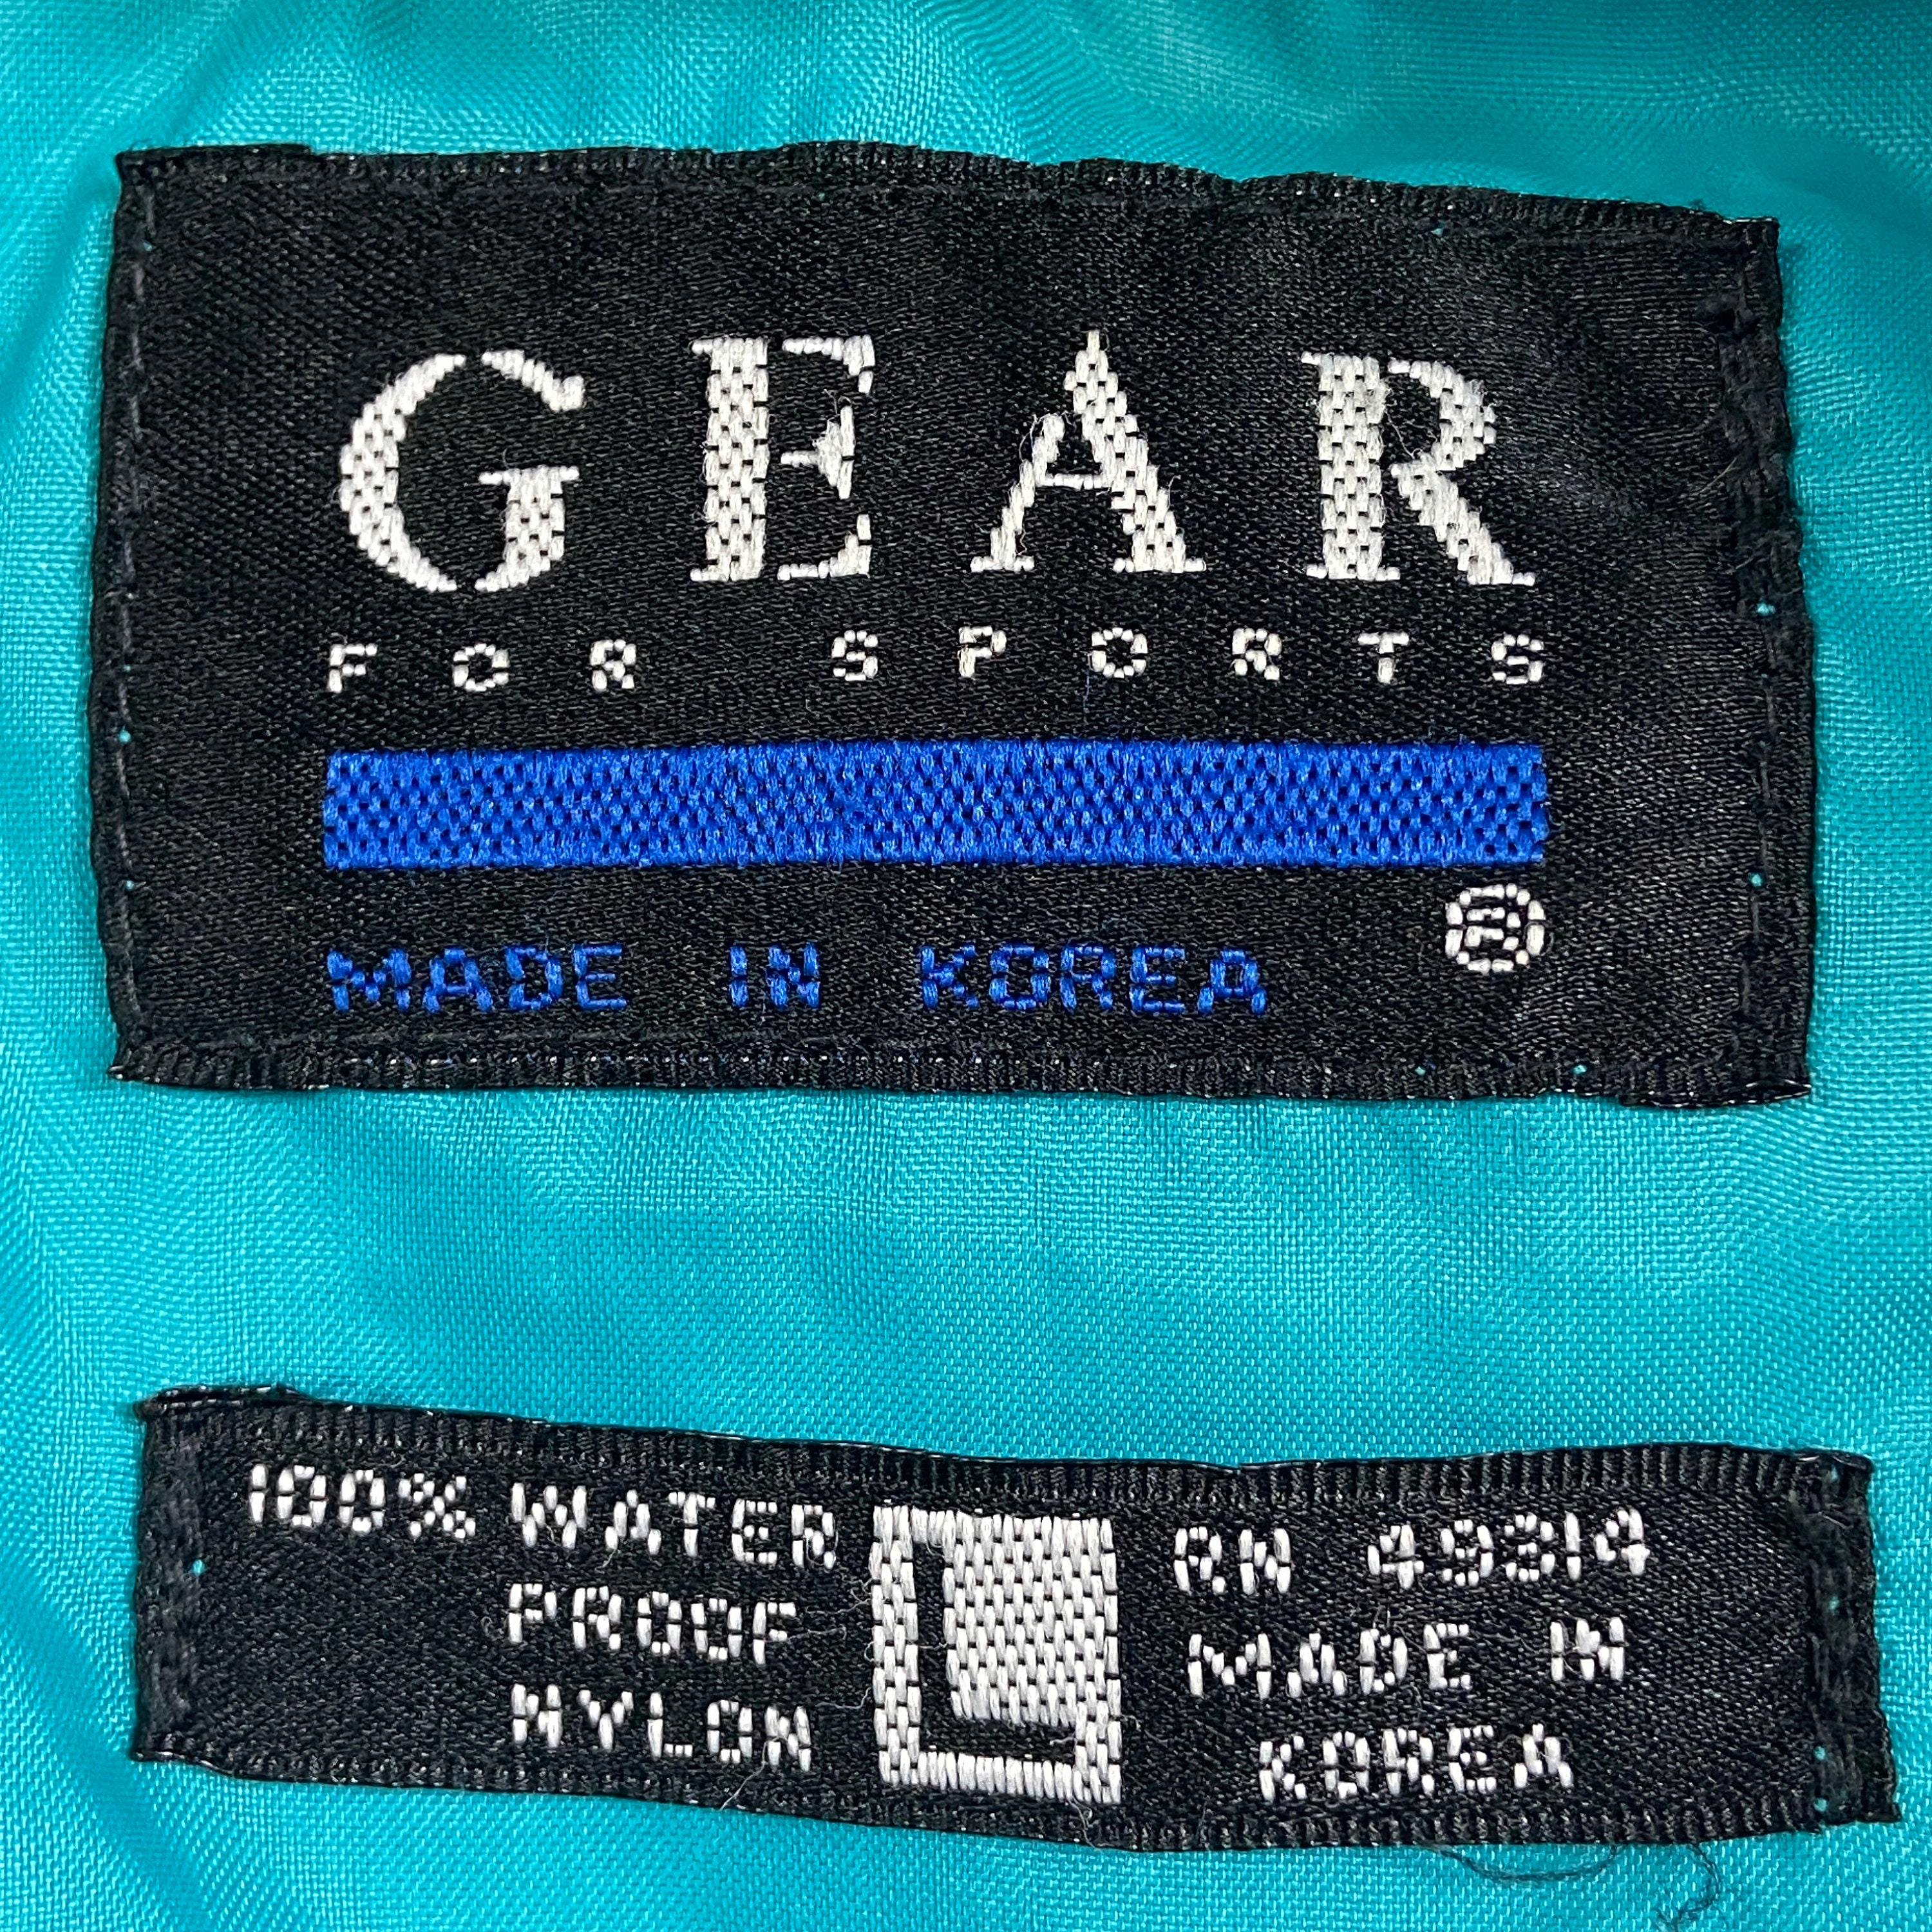 GEAR
FOR SPORTS
®
MADE IN KOREA
100% WATER
PROOF
NYLON
L
RN 49314
MADE IN
KOREA